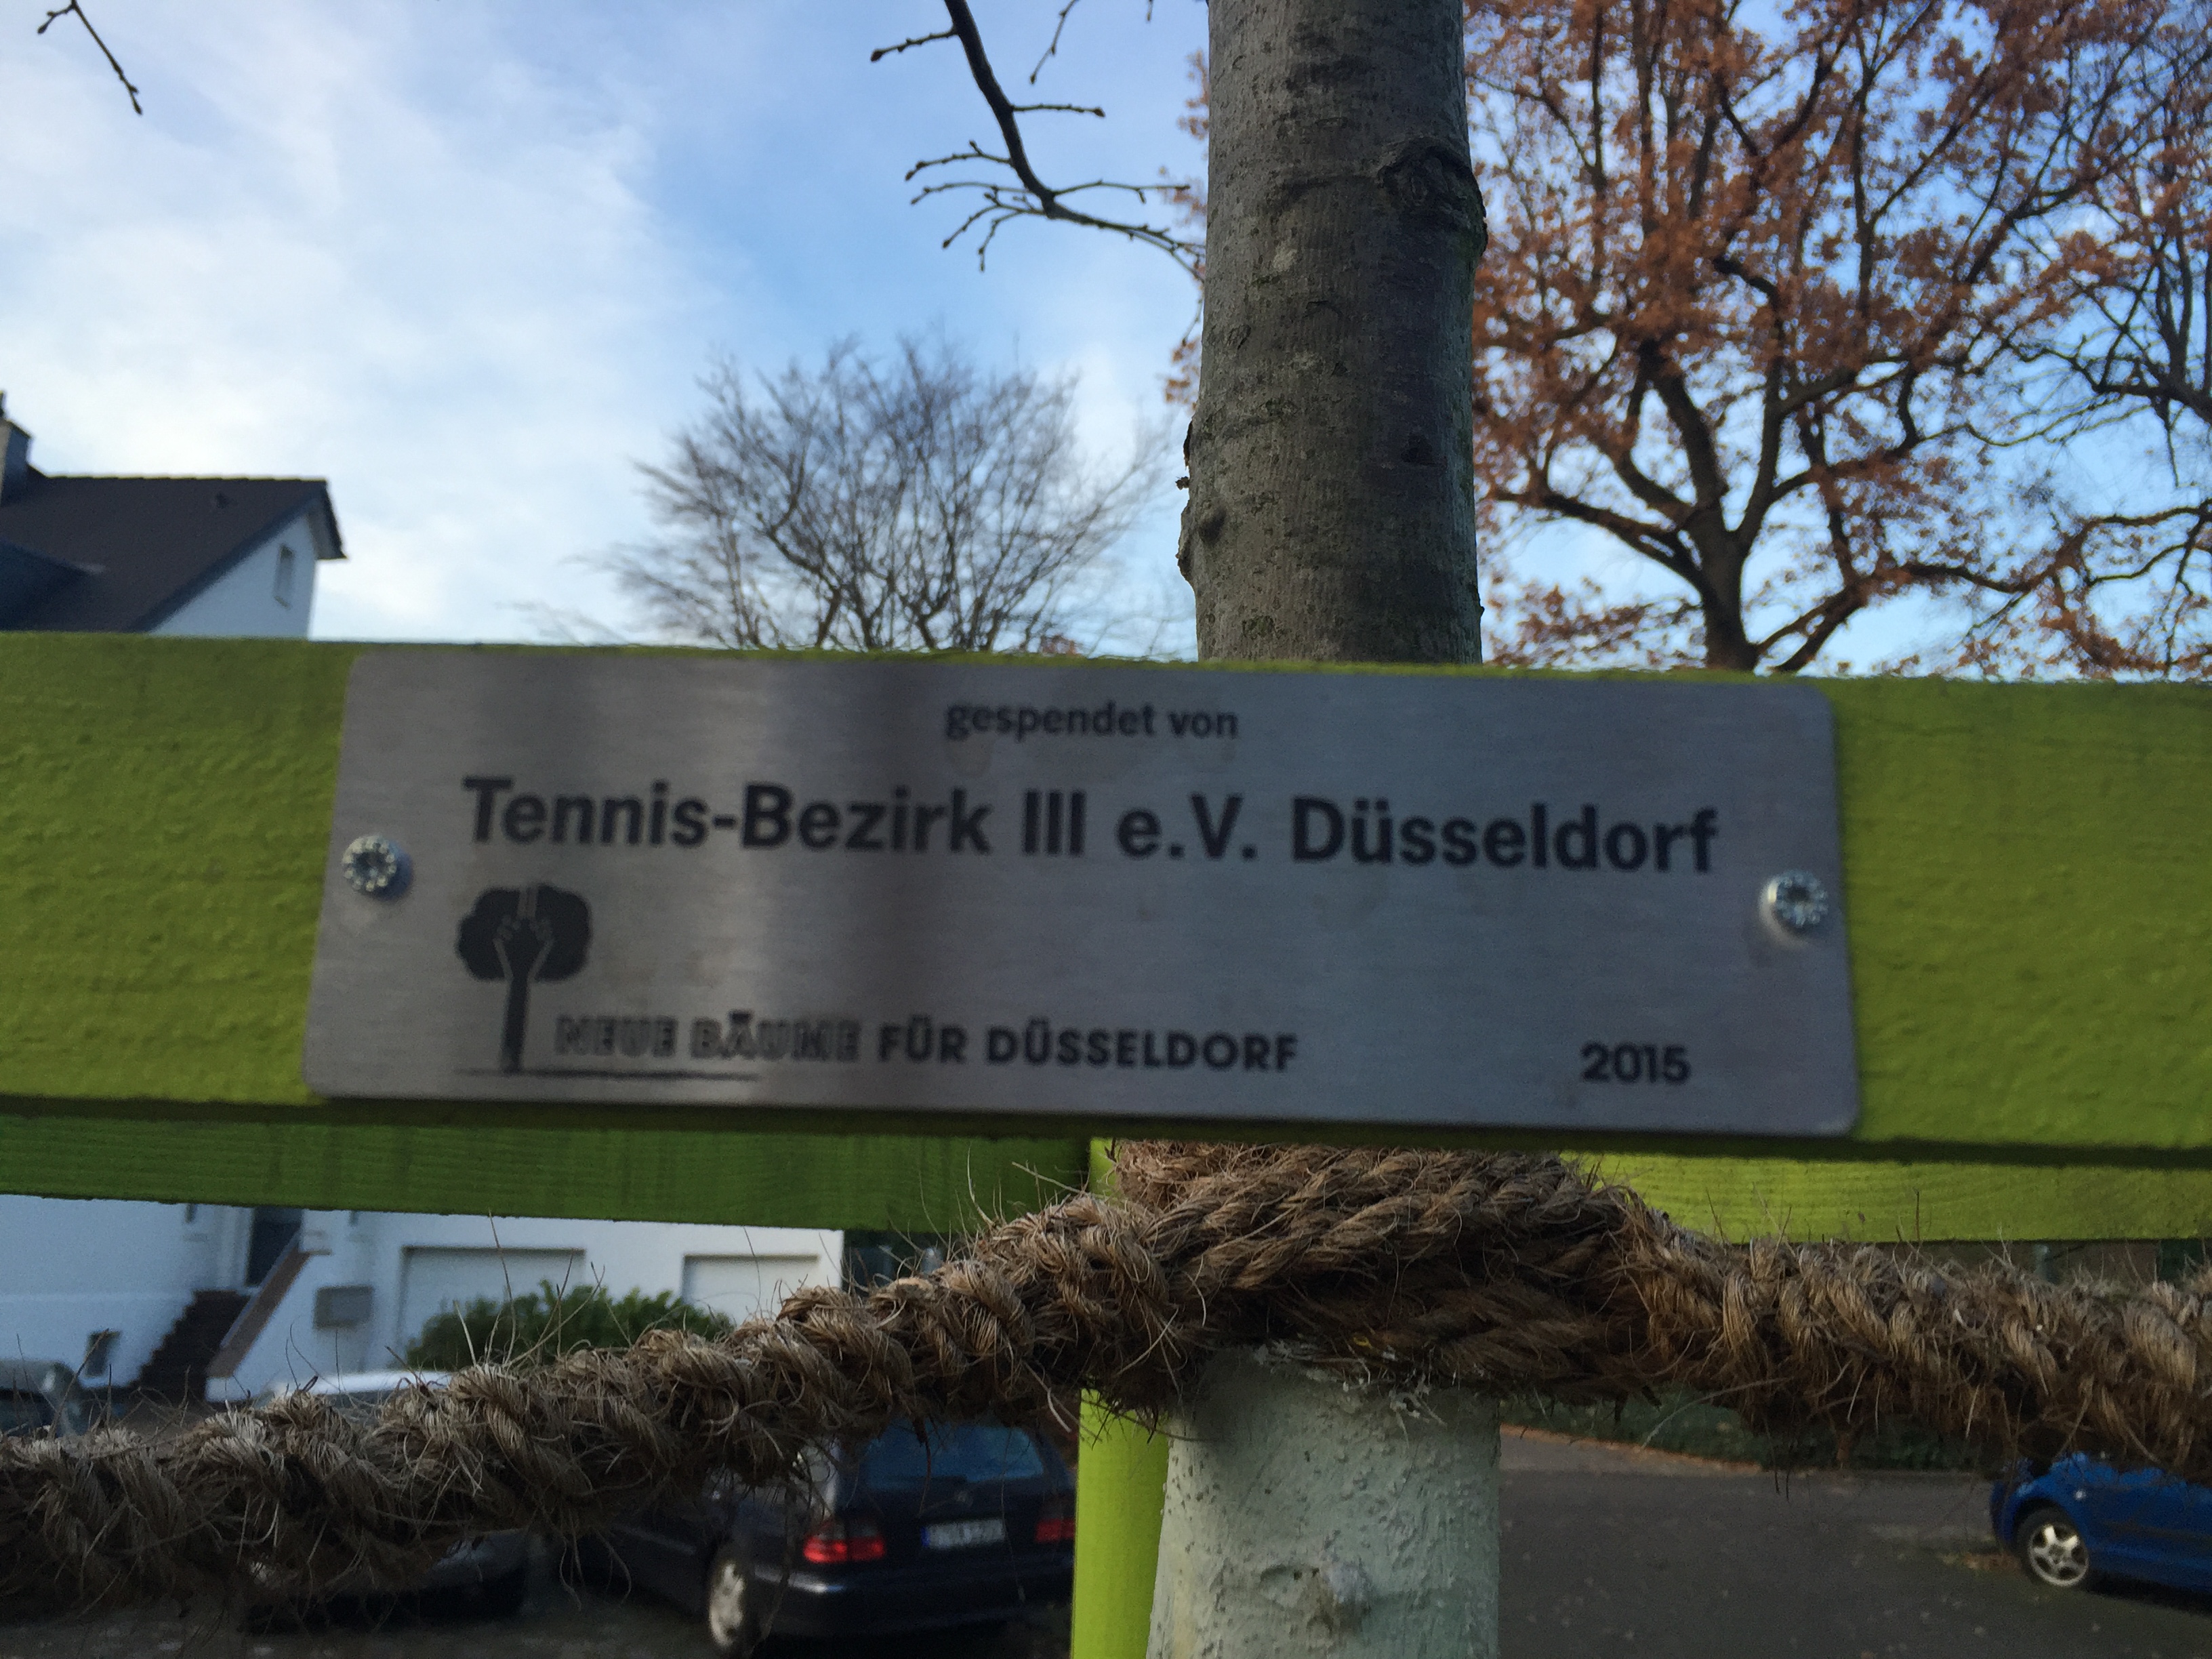 gespendet von
Tennis-Bezirk III e.V. Düsseldorf
NEUE BÄUME FÜR DÜSSELDORF
2015